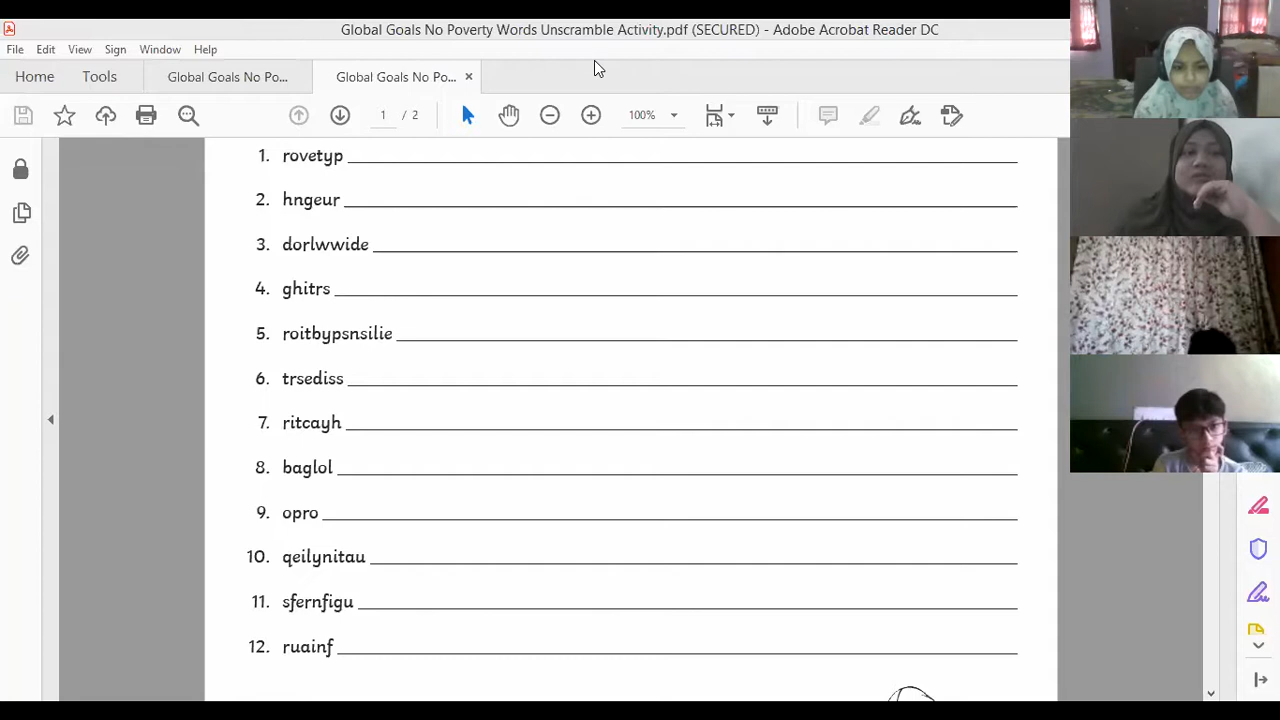 Global Goals No Poverty Words Unscramble Activity.pdf (SECURED) - Adobe Acrobat Reader DC
File Edit View Sign Window Help
Home Tools Global Goals No Po... Global Goals No Po... ×
1 / 2 100%
1. rovetyp
2. hngeur
3. dorlwwide
4. ghitrs
5. roitbypsnsilie
6. trsediss
7. ritcayh
8. baglol
9. opro
10. qeilynitau
11. sfernfigu
12. ruainf